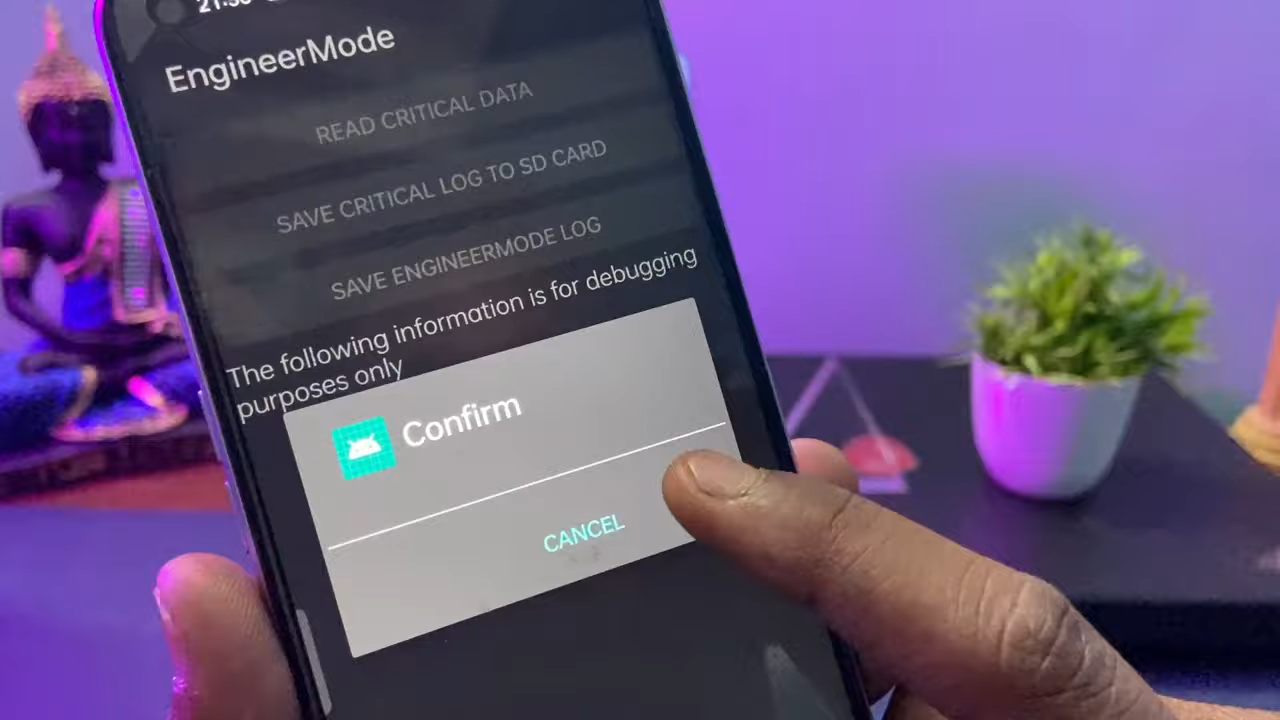 EngineerMode
READ CRITICAL DATA
SAVE CRITICAL LOG TO SD CARD
SAVE ENGINEERMODE LOG
The following information is for debugging
purposes only
Confirm
CANCEL